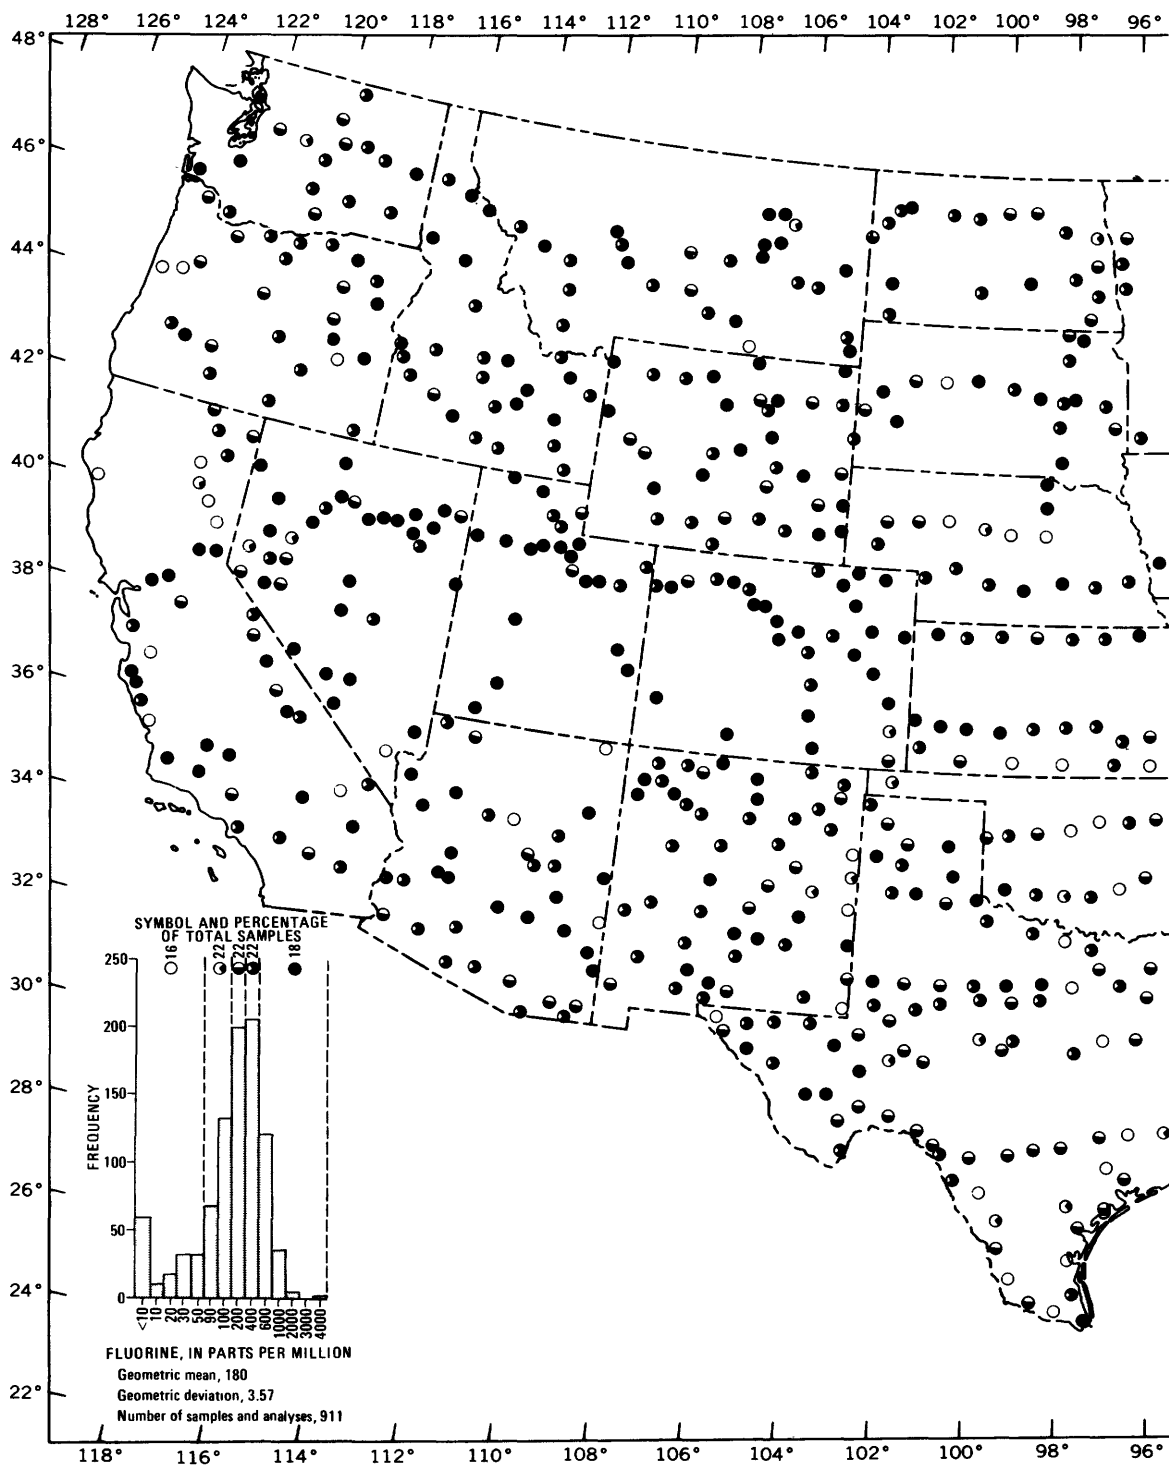 128° 126° 124° 122° 120° 118° 116° 114° 112° 110° 108° 106° 104° 102° 100° 98° 96°
48°
46°
44°
42°
40°
38°
36°
34°
32°
30°
28°
26°
24°
22°
SYMBOL AND PERCENTAGE
OF TOTAL SAMPLES
16 22 22 22 18
250
200
150
100
50
0
FREQUENCY
<10 10 20 30 50 90 100 200 400 600 1000 2000 3000 4000
FLUORINE, IN PARTS PER MILLION
Geometric mean, 180
Geometric deviation, 3.57
Number of samples and analyses, 911
118° 116° 114° 112° 110° 108° 106° 104° 102° 100° 98° 96°